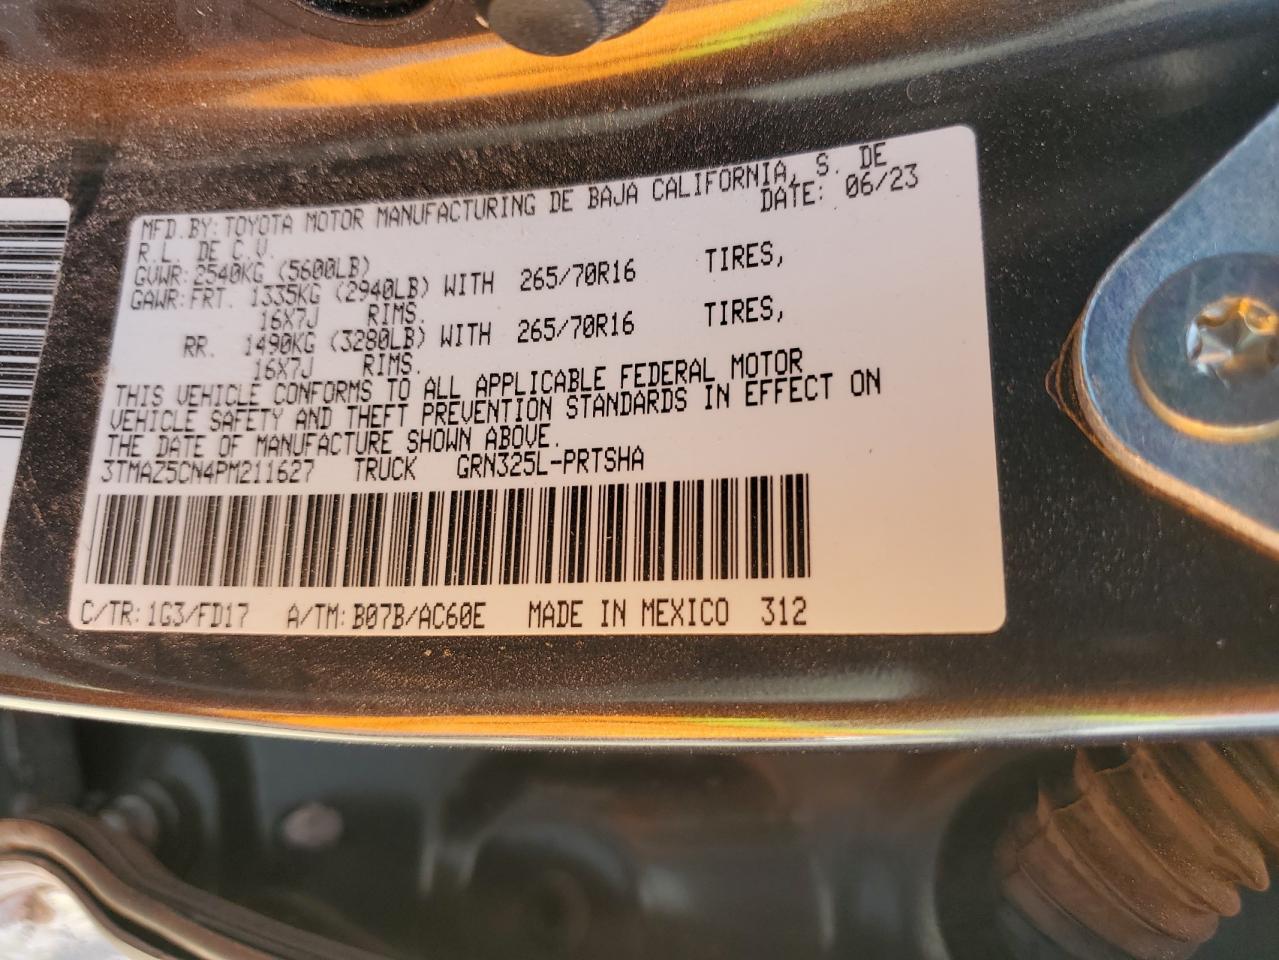 MFD. BY: TOYOTA MOTOR MANUFACTURING DE BAJA CALIFORNIA, S. DE
R.L. DE C.V. DATE: 06/23
GVWR: 2540KG (5600LB)
GAWR: FRT. 1335KG (2940LB) WITH 265/70R16 TIRES,
16X7J RIMS.
RR. 1490KG (3280LB) WITH 265/70R16 TIRES,
16X7J RIMS.
THIS VEHICLE CONFORMS TO ALL APPLICABLE FEDERAL MOTOR
VEHICLE SAFETY AND THEFT PREVENTION STANDARDS IN EFFECT ON
THE DATE OF MANUFACTURE SHOWN ABOVE.
3TMAZ5CN4PM211627 TRUCK GRN325L-PRTSHA
C/TR: 1G3/FD17 A/TM: B07B/AC60E MADE IN MEXICO 312